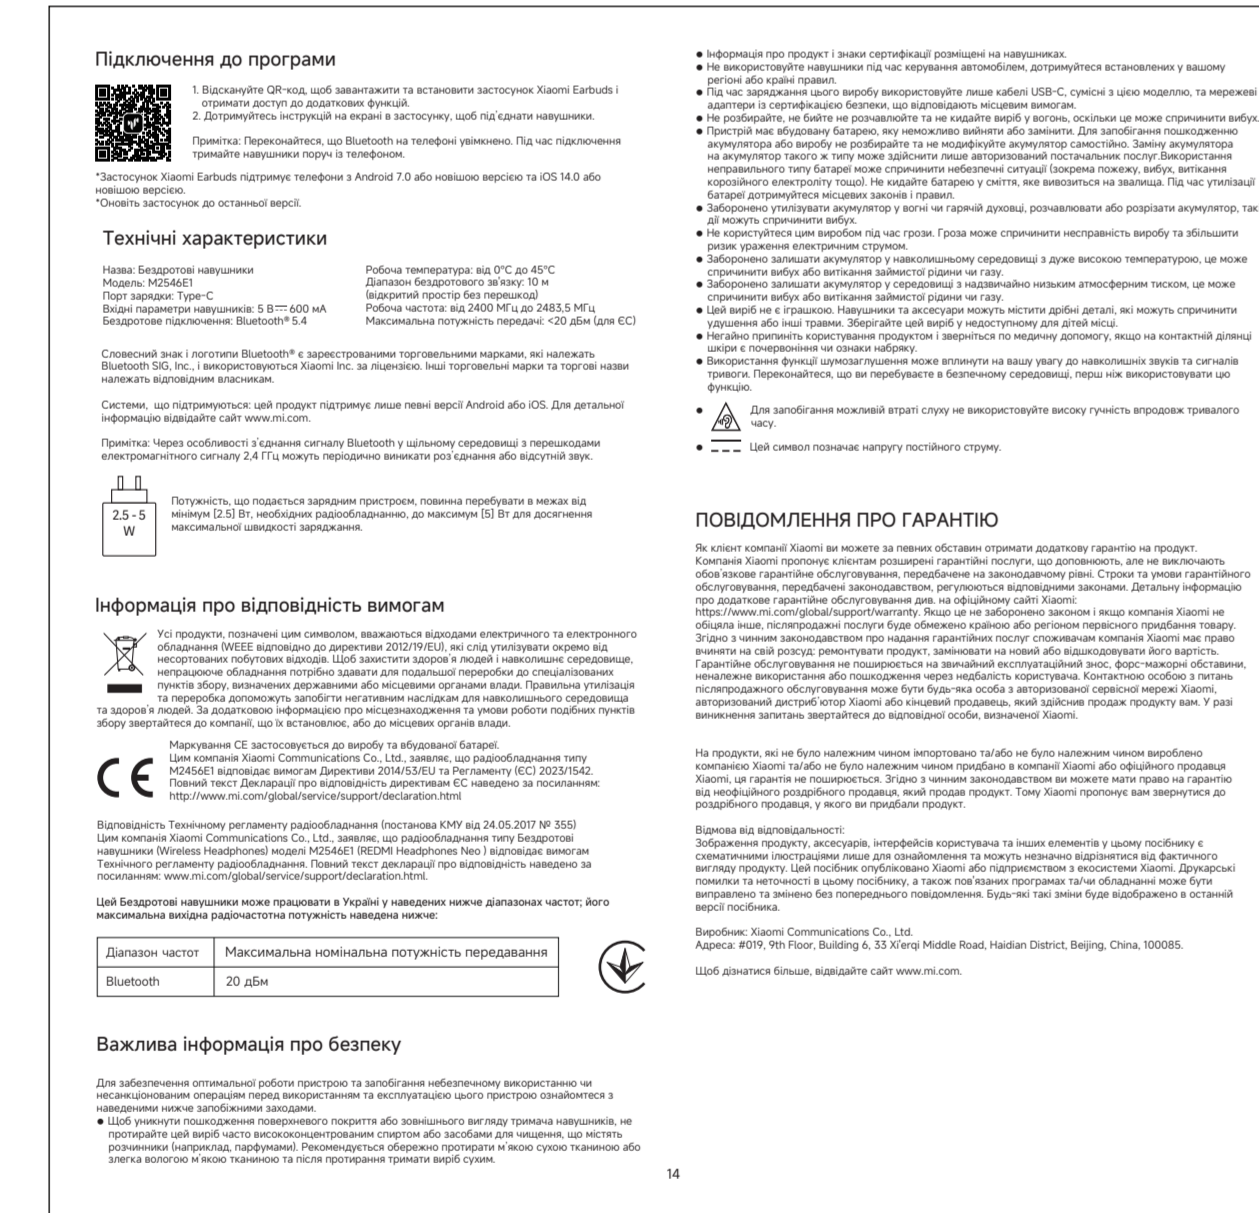 Підключення до програми
1. Відскануйте QR-код, щоб завантажити та встановити застосунок Xiaomi Earbuds і
отримати доступ до додаткових функцій.
2. Дотримуйтесь інструкцій на екрані в застосунку, щоб під'єднати навушники.
Примітка: Переконайтеся, що Bluetooth на телефоні увімкнено. Під час підключення
тримайте навушники поруч із телефоном.
*Застосунок Xiaomi Earbuds підтримує телефони з Android 7.0 або новішою версією та iOS 14.0 або
новішою версією.
*Оновіть застосунок до останньої версії.
Технічні характеристики
Назва: Бездротові навушники
Модель: M2546E1
Порт зарядки: Type-C
Вхідні параметри навушників: 5 В⎓600 мА
Бездротове підключення: Bluetooth® 5.4
Робоча температура: від 0°C до 45°C
Діапазон бездротового зв'язку: 10 м
(відкритий простір без перешкод)
Робоча частота: від 2400 МГц до 2483,5 МГц
Максимальна потужність передачі: <20 дБм (для ЄС)
Словесний знак і логотипи Bluetooth® є зареєстрованими торговельними марками, які належать
Bluetooth SIG, Inc., і використовуються Xiaomi Inc. за ліцензією. Інші торговельні марки та торгові назви
належать відповідним власникам.
Системи, що підтримуються: цей продукт підтримує лише певні версії Android або iOS. Для детальної
інформацію відвідайте сайт www.mi.com.
Примітка: Через особливості з'єднання сигналу Bluetooth у щільному середовищі з перешкодами
електромагнітного сигналу 2,4 ГГц можуть періодично виникати роз'єднання або відсутній звук.
2.5 - 5
W
Потужність, що подається зарядним пристроєм, повинна перебувати в межах від
мінімум [2.5] Вт, необхідних радіообладнанню, до максимум [5] Вт для досягнення
максимальної швидкості заряджання.
Інформація про відповідність вимогам
Усі продукти, позначені цим символом, вважаються відходами електричного та електронного
обладнання (WEEE відповідно до директиви 2012/19/EU), які слід утилізувати окремо від
несортованих побутових відходів. Щоб захистити здоров'я людей і навколишнє середовище,
непрацююче обладнання потрібно здавати для подальшої переробки до спеціалізованих
пунктів збору, визначених державними або місцевими органами влади. Правильна утилізація
та переробка допоможуть запобігти негативним наслідкам для навколишнього середовища
та здоров'я людей. За додатковою інформацією про місцезнаходження та умови роботи подібних пунктів
збору звертайтеся до компанії, що їх встановлює, або до місцевих органів влади.
CE
Маркування CE застосовується до виробу та вбудованої батареї.
Цим компанія Xiaomi Communications Co., Ltd., заявляє, що радіообладнання типу
M2456E1 відповідає вимогам Директиви 2014/53/EU та Регламенту (ЄС) 2023/1542.
Повний текст Декларації про відповідність директивам ЄС наведено за посиланням:
http://www.mi.com/global/service/support/declaration.html
Відповідність Технічному регламенту радіообладнання (постанова КМУ від 24.05.2017 № 355)
Цим компанія Xiaomi Communications Co., Ltd., заявляє, що радіообладнання типу Бездротові
навушники (Wireless Headphones) моделі M2546E1 (REDMI Headphones Neo ) відповідає вимогам
Технічного регламенту радіообладнання. Повний текст декларації про відповідність наведено за
посиланням: www.mi.com/global/service/support/declaration.html.
Цей Бездротові навушники може працювати в Україні у наведених нижче діапазонах частот; його
максимальна вихідна радіочастотна потужність наведена нижче:
Діапазон частот Максимальна номінальна потужність передавання
Bluetooth 20 дБм
Важлива інформація про безпеку
Для забезпечення оптимальної роботи пристрою та запобігання небезпечному використанню чи
несанкціонованим операціям перед використанням та експлуатацією цього пристрою ознайомтеся з
наведеними нижче запобіжними заходами.
● Щоб уникнути пошкодження поверхневого покриття або зовнішнього вигляду тримача навушників, не
протирайте цей виріб часто висококонцентрованим спиртом або засобами для чищення, що містять
розчинники (наприклад, парфумами). Рекомендується обережно протирати м'якою сухою тканиною або
злегка вологою м'якою тканиною та після протирання тримати виріб сухим.
● Інформація про продукт і знаки сертифікації розміщені на навушниках.
● Не використовуйте навушники під час керування автомобілем, дотримуйтеся встановлених у вашому
регіоні або країні правил.
● Під час заряджання цього виробу використовуйте лише кабелі USB-C, сумісні з цією моделлю, та мережеві
адаптери із сертифікацією безпеки, що відповідають місцевим вимогам.
● Не розбирайте, не бийте не розчавлюйте та не кидайте виріб у вогонь, оскільки це може спричинити вибух.
● Пристрій має вбудовану батарею, яку неможливо вийняти або замінити. Для запобігання пошкодженню
акумулятора або виробу не розбирайте та не модифікуйте акумулятор самостійно. Заміну акумулятора
на акумулятор такого ж типу може здійснити лише авторизований постачальник послуг.Використання
неправильного типу батареї може спричинити небезпечні ситуації (зокрема пожежу, вибух, витікання
корозійного електроліту тощо). Не кидайте батарею у сміття, яке вивозиться на звалища. Під час утилізації
батареї дотримуйтеся місцевих законів і правил.
● Заборонено утилізувати акумулятор у вогні чи гарячій духовці, розчавлювати або розрізати акумулятор, так
дії можуть спричинити вибух.
● Не користуйтеся цим виробом під час грози. Гроза може спричинити несправність виробу та збільшити
ризик ураження електричним струмом.
● Заборонено залишати акумулятор у навколишньому середовищі з дуже високою температурою, це може
спричинити вибух або витікання займистої рідини чи газу.
● Заборонено залишати акумулятор у середовищі з надзвичайно низьким атмосферним тиском, це може
спричинити вибух або витікання займистої рідини чи газу.
● Цей виріб не є іграшкою. Навушники та аксесуари можуть містити дрібні деталі, які можуть спричинити
удушення або інші травми. Зберігайте цей виріб у недоступному для дітей місці.
● Негайно припиніть користування продуктом і зверніться по медичну допомогу, якщо на контактній ділянці
шкіри є почервоніння чи ознаки набряку.
● Використання функції шумозаглушення може вплинути на вашу увагу до навколишніх звуків та сигналів
тривоги. Переконайтеся, що ви перебуваєте в безпечному середовищі, перш ніж використовувати цю
функцію.
● Для запобігання можливій втраті слуху не використовуйте високу гучність впродовж тривалого
часу.
● Цей символ позначає напругу постійного струму.
ПОВІДОМЛЕННЯ ПРО ГАРАНТІЮ
Як клієнт компанії Xiaomi ви можете за певних обставин отримати додаткову гарантію на продукт.
Компанія Xiaomi пропонує клієнтам розширені гарантійні послуги, що доповнюють, але не виключають
обов'язкове гарантійне обслуговування, передбачене на законодавчому рівні. Строки та умови гарантійного
обслуговування, передбачені законодавством, регулюються відповідними законами. Детальну інформацію
про додаткове гарантійне обслуговування див. на офіційному сайті Xiaomi:
https://www.mi.com/global/support/warranty. Якщо це не заборонено законом і якщо компанія Xiaomi не
обіцяла інше, післяпродажні послуги буде обмежено країною або регіоном первісного придбання товару.
Згідно з чинним законодавством про надання гарантійних послуг споживачам компанія Xiaomi має право
вчиняти на свій розсуд: ремонтувати продукт, замінювати на новий або відшкодовувати його вартість.
Гарантійне обслуговування не поширюється на звичайний експлуатаційний знос, форс-мажорні обставини,
неналежне використання або пошкодження через недбалість користувача. Контактною особою з питань
післяпродажного обслуговування може бути будь-яка особа з авторизованої сервісної мережі Xiaomi,
авторизований дистриб'ютор Xiaomi або кінцевий продавець, який здійснив продаж продукту вам. У разі
виникнення запитань звертайтеся до відповідної особи, визначеної Xiaomi.
На продукти, які не було належним чином імпортовано та/або не було належним чином вироблено
компанією Xiaomi та/або не було належним чином придбано в компанії Xiaomi або офіційного продавця
Xiaomi, ця гарантія не поширюється. Згідно з чинним законодавством ви можете мати право на гарантію
від неофіційного роздрібного продавця, який продав продукт. Тому Xiaomi пропонує вам звернутися до
роздрібного продавця, у якого ви придбали продукт.
Відмова від відповідальності:
Зображення продукту, аксесуарів, інтерфейсів користувача та інших елементів у цьому посібнику є
схематичними ілюстраціями лише для ознайомлення та можуть незначно відрізнятися від фактичного
вигляду продукту. Цей посібник опубліковано Xiaomi або підприємством з екосистеми Xiaomi. Друкарські
помилки та неточності в цьому посібнику, а також пов'язаних програмах та/чи обладнанні може бути
виправлено та змінено без попереднього повідомлення. Будь-які такі зміни буде відображено в останній
версії посібника.
Виробник: Xiaomi Communications Co., Ltd.
Адреса: #019, 9th Floor, Building 6, 33 Xi'erqi Middle Road, Haidian District, Beijing, China, 100085.
Щоб дізнатися більше, відвідайте сайт www.mi.com.
14